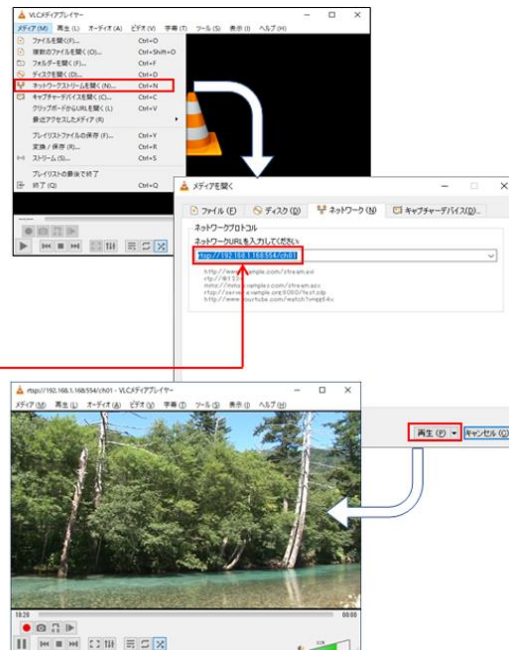 VLCメディアプレイヤー
メディア(M) 再生(L) オーディオ(A) ビデオ(V) 字幕(T) ツール(S) 表示(I) ヘルプ(H)
ファイルを開く(F)... Ctrl+O
複数のファイルを開く(O)... Ctrl+Shift+O
フォルダーを開く(F)... Ctrl+F
ディスクを開く(D)... Ctrl+D
ネットワークストリームを開く(N)... Ctrl+N
キャプチャーデバイスを開く(C)... Ctrl+C
クリップボードからURLを開く(L) Ctrl+V
最近アクセスしたメディア(R)
プレイリストファイルの保存(F)... Ctrl+Y
変換/保存(R)... Ctrl+R
ストリーム(S)... Ctrl+S
プレイリストの最後で終了
終了(Q) Ctrl+Q
メディアを開く
ファイル(F) ディスク(D) ネットワーク(N) キャプチャーデバイス(D)...
ネットワークプロトコル
ネットワークURLを入力してください:
rtsp://192.168.1.168:554/ch01
http://www.example.com/stream.avi
rtp://@:1234
mms://mms.examples.com/stream.asx
rtsp://server.example.org:8080/test.sdp
http://www.yourtube.com/watch?v=gg64x
再生(P) キャンセル(C)
rtsp://192.168.1.168:554/ch01 - VLCメディアプレイヤー
メディア(M) 再生(L) オーディオ(A) ビデオ(V) 字幕(T) ツール(S) 表示(I) ヘルプ(H)
18:28 00:00